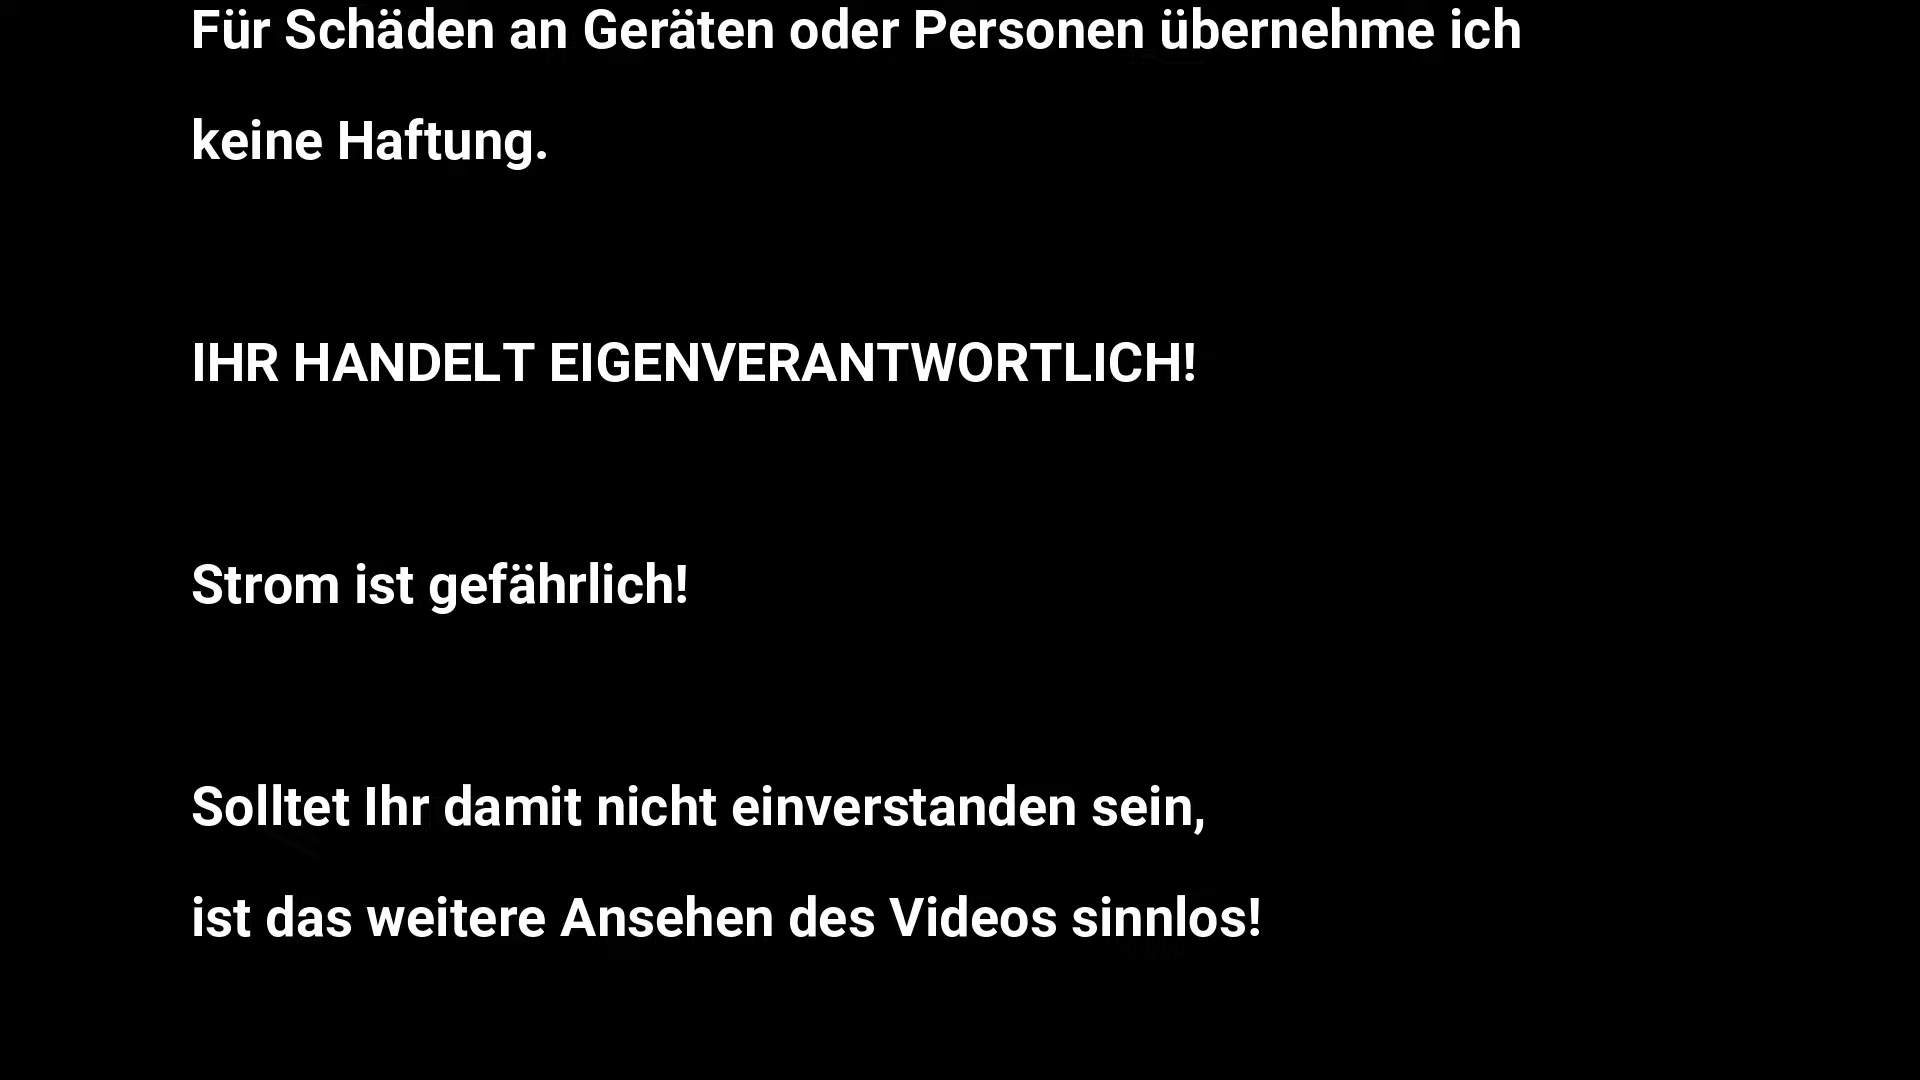 Für Schäden an Geräten oder Personen übernehme ich
keine Haftung.
IHR HANDELT EIGENVERANTWORTLICH!
Strom ist gefährlich!
Solltet Ihr damit nicht einverstanden sein,
ist das weitere Ansehen des Videos sinnlos!